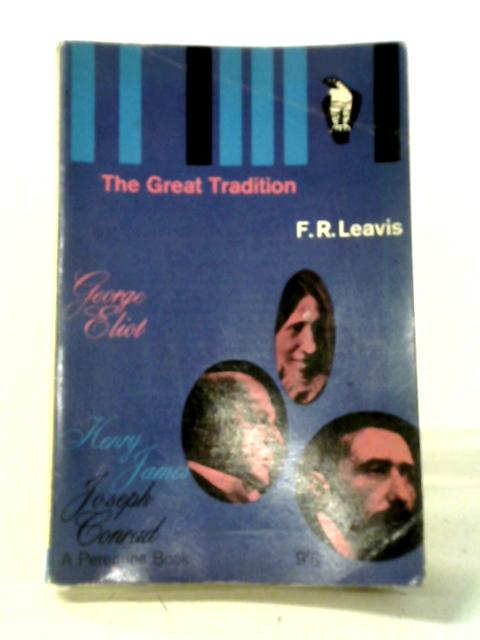 The Great Tradition
F.R.Leavis
George
Eliot
Henry
James
Joseph
Conrad
A Peregrine Book
9'6